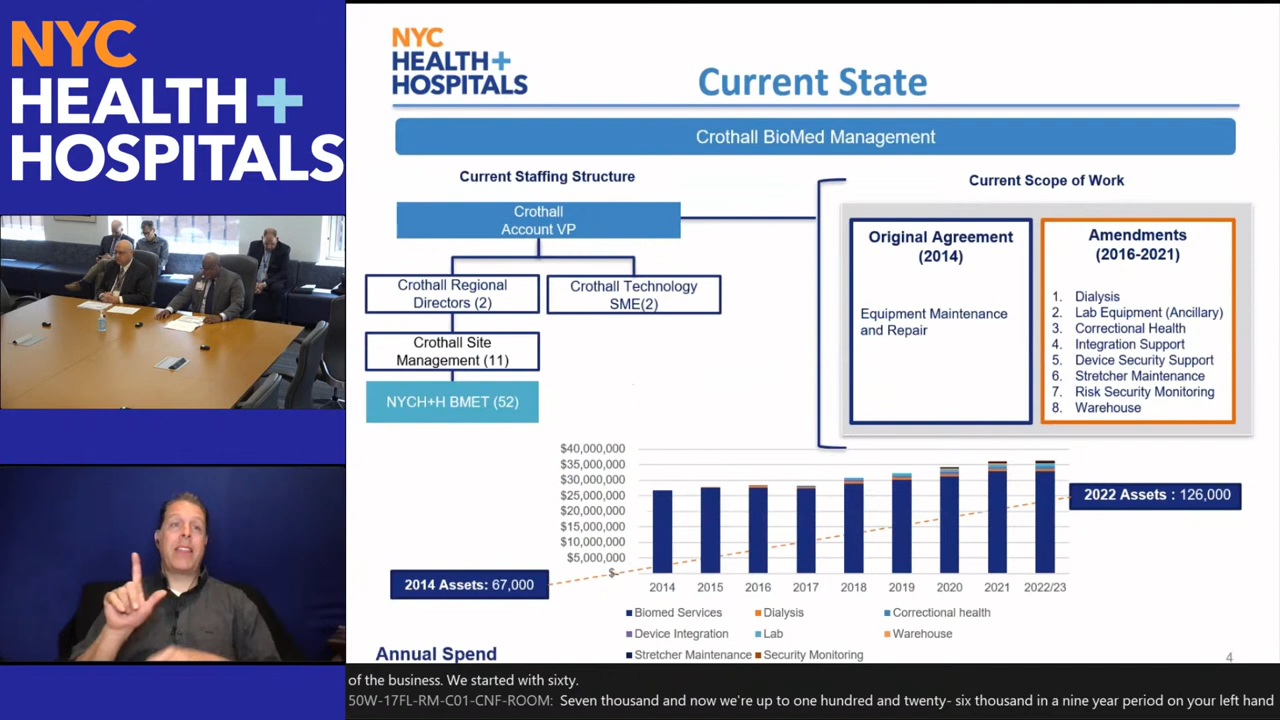 NYC
HEALTH+
HOSPITALS
NYC
HEALTH+
HOSPITALS
Current State
Crothall BioMed Management
Current Staffing Structure
Crothall
Account VP
Crothall Regional
Directors (2)
Crothall Technology
SME(2)
Crothall Site
Management (11)
NYCH+H BMET (52)
Current Scope of Work
Original Agreement
(2014)
Equipment Maintenance
and Repair
Amendments
(2016-2021)
1. Dialysis
2. Lab Equipment (Ancillary)
3. Correctional Health
4. Integration Support
5. Device Security Support
6. Stretcher Maintenance
7. Risk Security Monitoring
8. Warehouse
$40,000,000
$35,000,000
$30,000,000
$25,000,000
$20,000,000
$15,000,000
$10,000,000
$5,000,000
$-
2014 2015 2016 2017 2018 2019 2020 2021 2022/23
2014 Assets: 67,000
2022 Assets : 126,000
Biomed Services Dialysis Correctional health
Device Integration Lab Warehouse
Stretcher Maintenance Security Monitoring
Annual Spend
4
of the business. We started with sixty.
50W-17FL-RM-C01-CNF-ROOM: Seven thousand and now we're up to one hundred and twenty- six thousand in a nine year period on your left hand